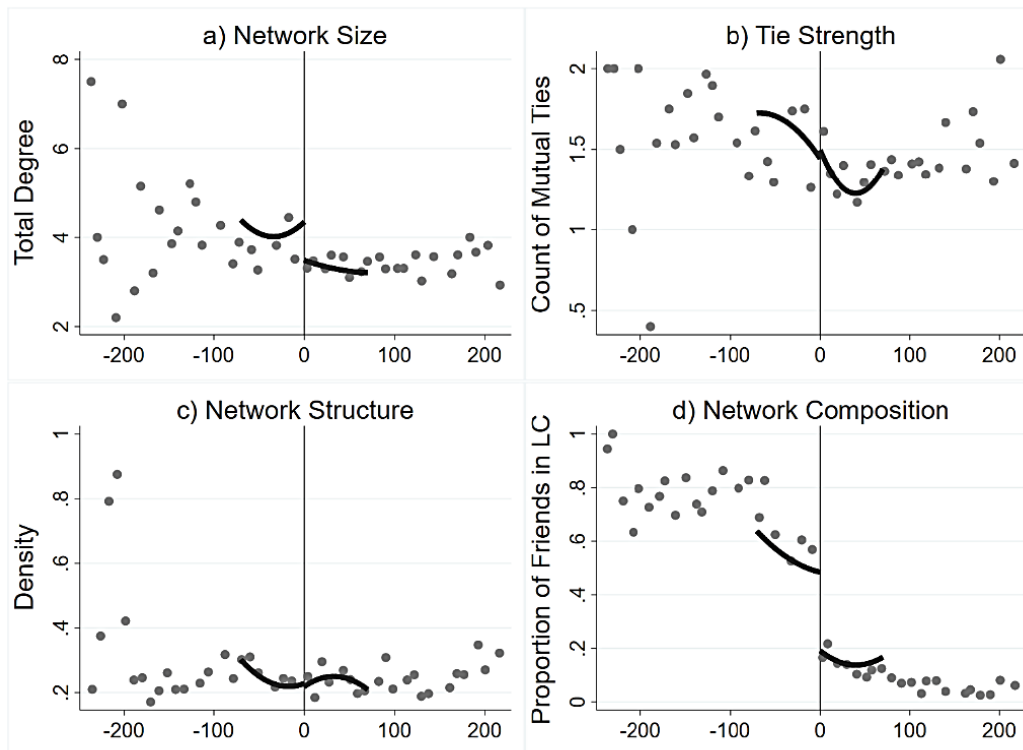 a) Network Size
Total Degree
8
6
4
2
-200 -100 0 100 200
b) Tie Strength
Count of Mutual Ties
2
1.5
1
.5
-200 -100 0 100 200
c) Network Structure
Density
1
.8
.6
.4
.2
-200 -100 0 100 200
d) Network Composition
Proportion of Friends in LC
1
.8
.6
.4
.2
0
-200 -100 0 100 200